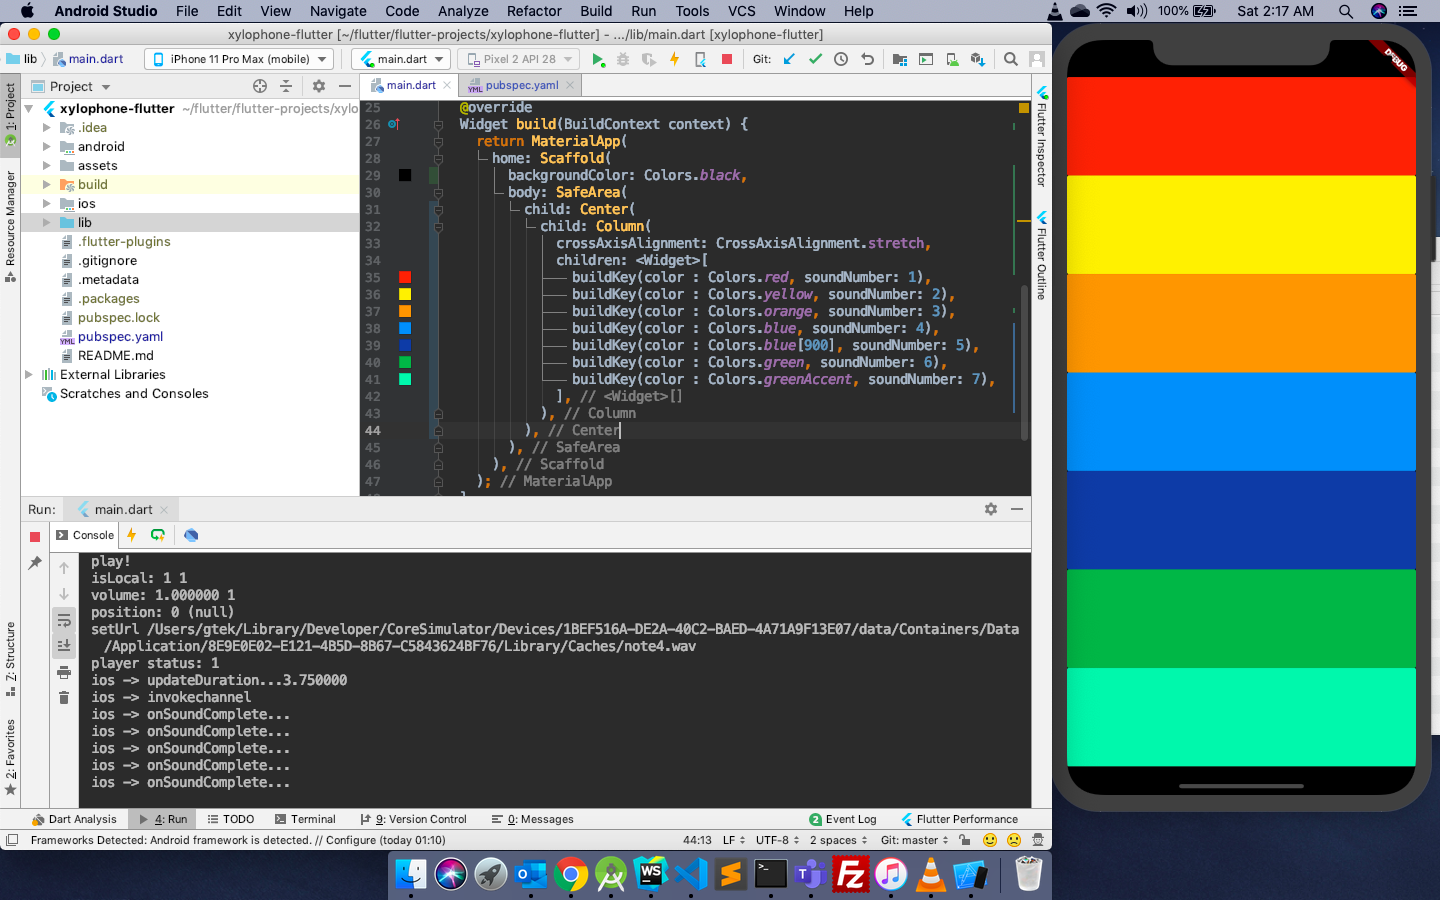 Android Studio File Edit View Navigate Code Analyze Refactor Build Run Tools VCS Window Help 100% Sat 2:17 AM
xylophone-flutter [~/flutter/flutter-projects/xylophone-flutter] - .../lib/main.dart [xylophone-flutter]
lib main.dart iPhone 11 Pro Max (mobile) main.dart Pixel 2 API 28 Git:
Project main.dart pubspec.yaml
xylophone-flutter ~/flutter/flutter-projects/xylo
.idea
android
assets
build
ios
lib
.flutter-plugins
.gitignore
.metadata
.packages
pubspec.lock
pubspec.yaml
README.md
External Libraries
Scratches and Consoles
1: Project
Resource Manager
Z: Structure
2: Favorites
25 @override
26 Widget build(BuildContext context) {
27 return MaterialApp(
28 home: Scaffold(
29 backgroundColor: Colors.black,
30 body: SafeArea(
31 child: Center(
32 child: Column(
33 crossAxisAlignment: CrossAxisAlignment.stretch,
34 children: <Widget>[
35 buildKey(color : Colors.red, soundNumber: 1),
36 buildKey(color : Colors.yellow, soundNumber: 2),
37 buildKey(color : Colors.orange, soundNumber: 3),
38 buildKey(color : Colors.blue, soundNumber: 4),
39 buildKey(color : Colors.blue[900], soundNumber: 5),
40 buildKey(color : Colors.green, soundNumber: 6),
41 buildKey(color : Colors.greenAccent, soundNumber: 7),
42 ], // <Widget>[]
43 ), // Column
44 ), // Center
45 ), // SafeArea
46 ), // Scaffold
47 ); // MaterialApp
Flutter Inspector
Flutter Outline
DEBUG
Run: main.dart
Console
play!
isLocal: 1 1
volume: 1.000000 1
position: 0 (null)
setUrl /Users/gtek/Library/Developer/CoreSimulator/Devices/1BEF516A-DE2A-40C2-BAED-4A71A9F13E07/data/Containers/Data
/Application/8E9E0E02-E121-4B5D-8B67-C5843624BF76/Library/Caches/note4.wav
player status: 1
ios -> updateDuration...3.750000
ios -> invokechannel
ios -> onSoundComplete...
ios -> onSoundComplete...
ios -> onSoundComplete...
ios -> onSoundComplete...
ios -> onSoundComplete...
Dart Analysis 4: Run TODO Terminal 9: Version Control 0: Messages 2 Event Log Flutter Performance
Frameworks Detected: Android framework is detected. // Configure (today 01:10) 44:13 LF UTF-8 2 spaces Git: master
WS
Fz